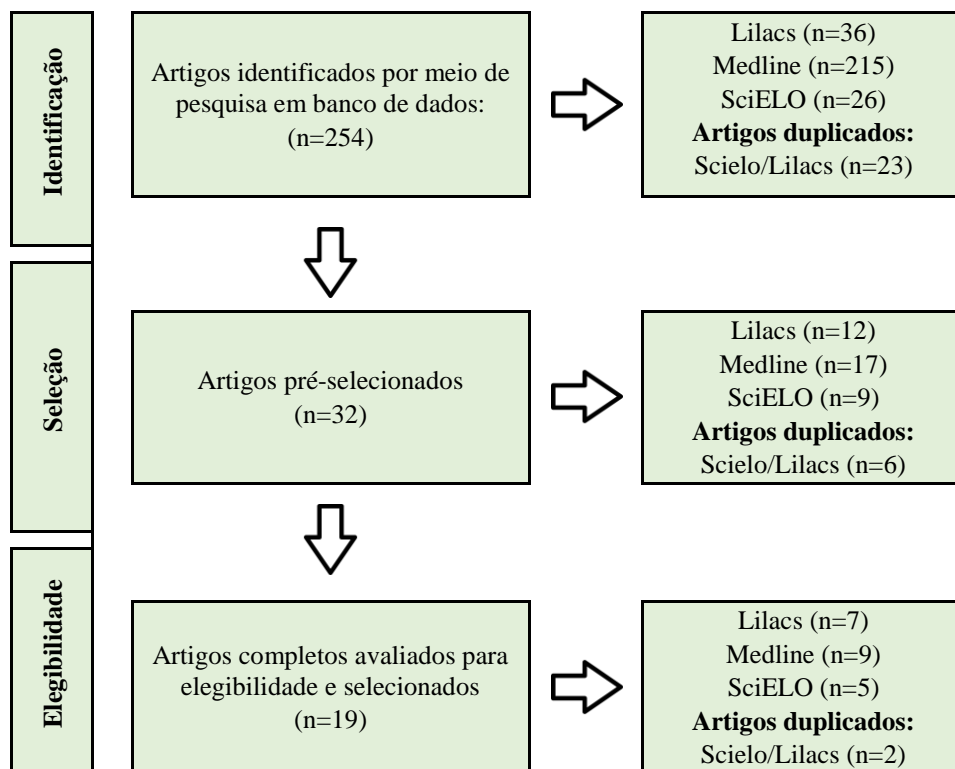 Identificação
Artigos identificados por meio de
pesquisa em banco de dados:
(n=254)
Lilacs (n=36)
Medline (n=215)
SciELO (n=26)
Artigos duplicados:
Scielo/Lilacs (n=23)
Seleção
Artigos pré-selecionados
(n=32)
Lilacs (n=12)
Medline (n=17)
SciELO (n=9)
Artigos duplicados:
Scielo/Lilacs (n=6)
Elegibilidade
Artigos completos avaliados para
elegibilidade e selecionados
(n=19)
Lilacs (n=7)
Medline (n=9)
SciELO (n=5)
Artigos duplicados:
Scielo/Lilacs (n=2)